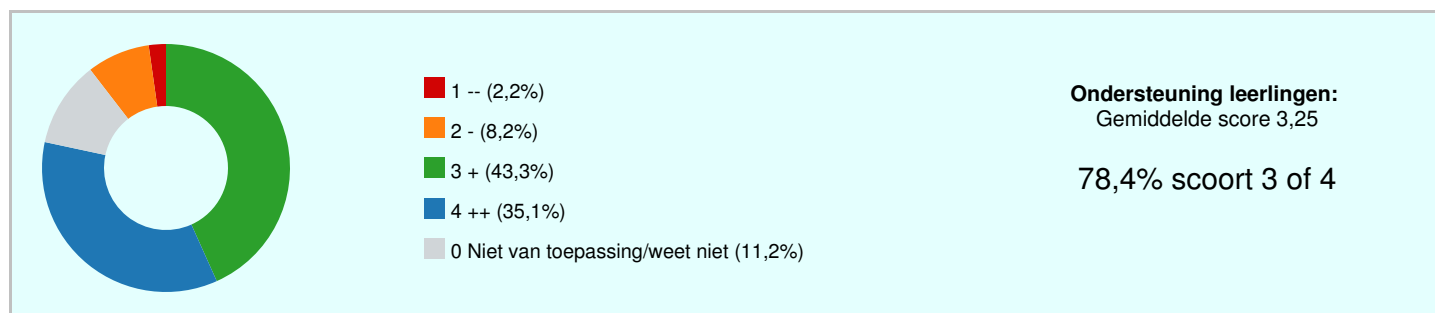 1 -- (2,2%)
2 - (8,2%)
3 + (43,3%)
4 ++ (35,1%)
0 Niet van toepassing/weet niet (11,2%)
Ondersteuning leerlingen:
Gemiddelde score 3,25
78,4% scoort 3 of 4